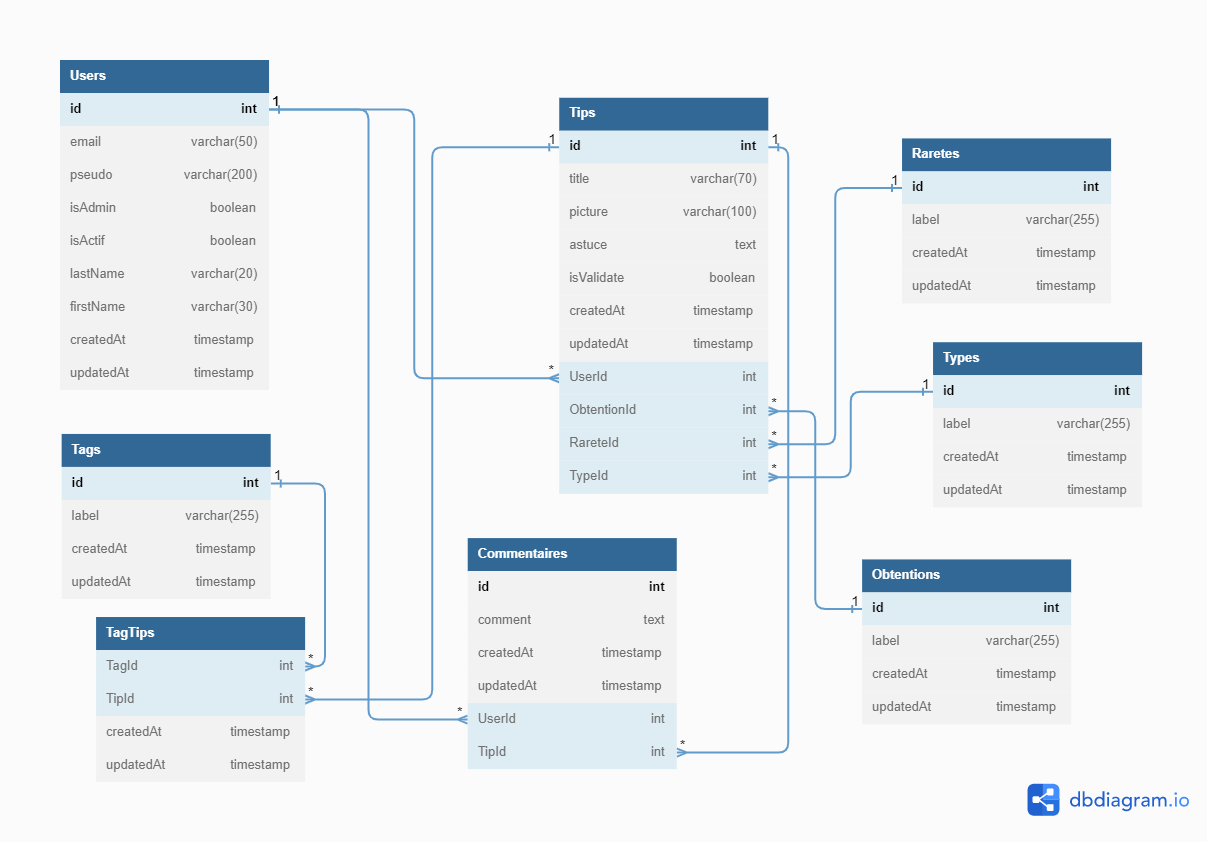 Users
id int
email varchar(50)
pseudo varchar(200)
isAdmin boolean
isActif boolean
lastName varchar(20)
firstName varchar(30)
createdAt timestamp
updatedAt timestamp
1
Tags
id int
label varchar(255)
createdAt timestamp
updatedAt timestamp
1
TagTips
TagId int
TipId int
createdAt timestamp
updatedAt timestamp
*
*
Tips
1
1
id int
title varchar(70)
picture varchar(100)
astuce text
isValidate boolean
createdAt timestamp
updatedAt timestamp
UserId int
ObtentionId int
RareteId int
TypeId int
*
*
*
*
Commentaires
id int
comment text
createdAt timestamp
updatedAt timestamp
UserId int
TipId int
*
*
Raretes
1
id int
label varchar(255)
createdAt timestamp
updatedAt timestamp
Types
1
id int
label varchar(255)
createdAt timestamp
updatedAt timestamp
Obtentions
1
id int
label varchar(255)
createdAt timestamp
updatedAt timestamp
dbdiagram.io